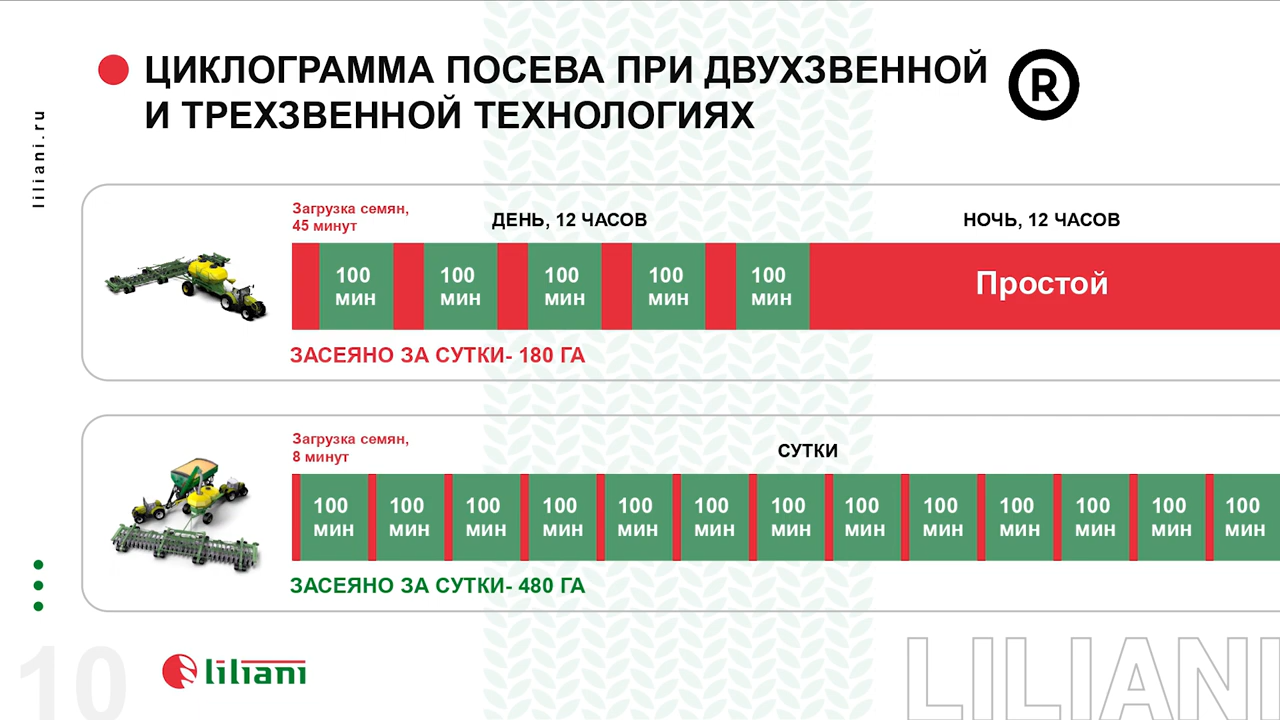 ЦИКЛОГРАММА ПОСЕВА ПРИ ДВУХЗВЕННОЙ
И ТРЕХЗВЕННОЙ ТЕХНОЛОГИЯХ
®
liliani.ru
Загрузка семян,
45 минут
ДЕНЬ, 12 ЧАСОВ
НОЧЬ, 12 ЧАСОВ
100
мин
100
мин
100
мин
100
мин
100
мин
Простой
ЗАСЕЯНО ЗА СУТКИ- 180 ГА
Загрузка семян,
8 минут
СУТКИ
100
мин
100
мин
100
мин
100
мин
100
мин
100
мин
100
мин
100
мин
100
мин
100
мин
100
мин
100
мин
100
мин
ЗАСЕЯНО ЗА СУТКИ- 480 ГА
10
liliani
LILIANI